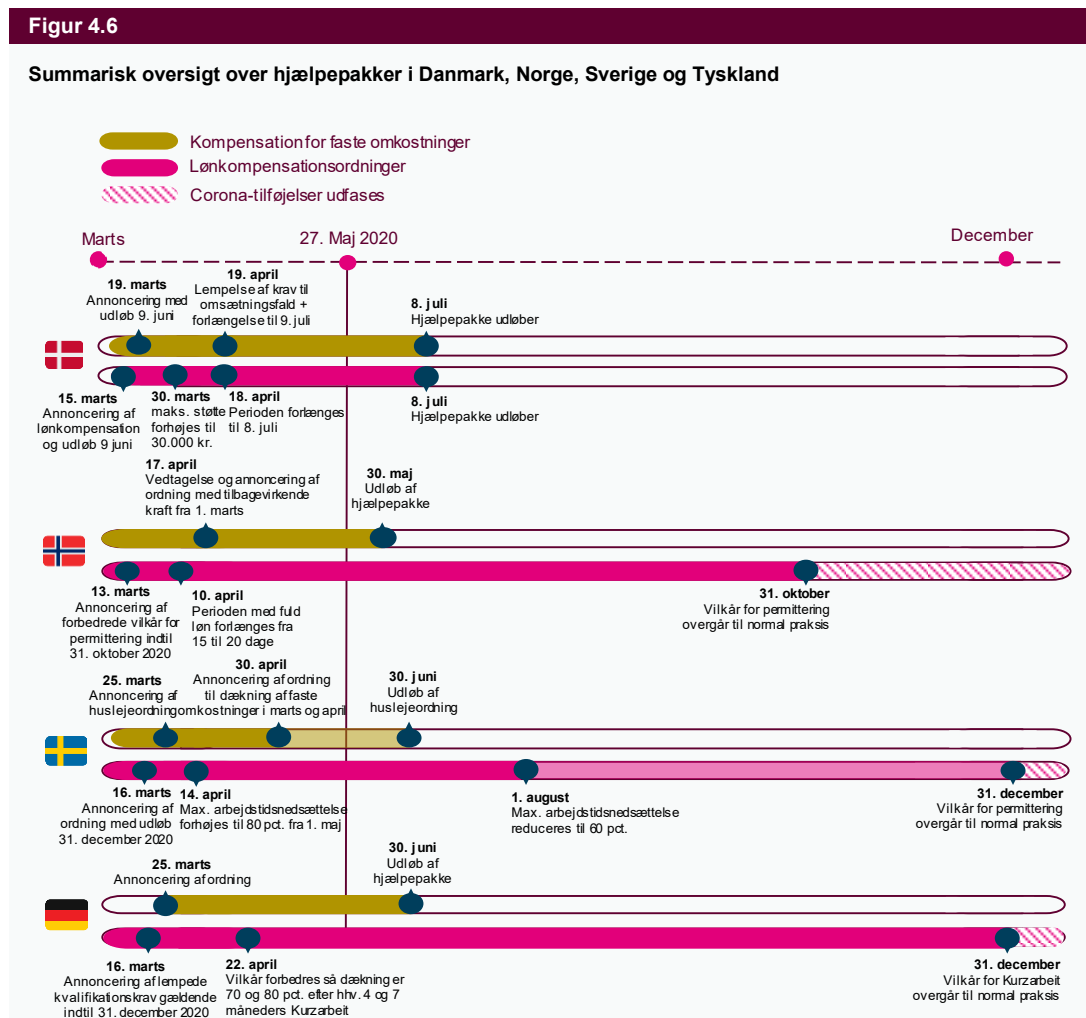 Figur 4.6
Summarisk oversigt over hjælpepakker i Danmark, Norge, Sverige og Tyskland
Kompensation for faste omkostninger
Lønkompensationsordninger
Corona-tilføjelser udfases
Marts
27. Maj 2020
December
19. marts
Annoncering med
udløb 9. juni
19. april
Lempelse af krav til
omsætningsfald +
forlængelse til 9. juli
8. juli
Hjælpepakke udløber
15. marts
Annoncering af
lønkompensation
og udløb 9 juni
30. marts
maks. støtte
forhøjes til
30.000 kr.
18. april
Perioden forlænges
til 8. juli
8. juli
Hjælpepakke udløber
17. april
Vedtagelse og annoncering af
ordning med tilbagevirkende
kraft fra 1. marts
30. maj
Udløb af
hjælpepakke
13. marts
Annoncering af
forbedrede vilkår for
permittering indtil
31. oktober 2020
10. april
Perioden med fuld
løn forlænges fra
15 til 20 dage
31. oktober
Vilkår for permittering
overgår til normal praksis
25. marts
Annoncering af
huslejeordning
30. april
Annoncering af ordning
til dækning af faste
omkostninger i marts og april
30. juni
Udløb af
huslejeordning
16. marts
Annoncering af
ordning med udløb
31. december 2020
14. april
Max. arbejdstidsnedsættelse
forhøjes til 80 pct. fra 1. maj
1. august
Max. arbejdstidsnedsættelse
reduceres til 60 pct.
31. december
Vilkår for permittering
overgår til normal praksis
25. marts
Annoncering af ordning
30. juni
Udløb af
hjælpepakke
16. marts
Annoncering af lempede
kvalifikationskrav gældende
indtil 31. december 2020
22. april
Vilkår forbedres så dækning er
70 og 80 pct. efter hhv. 4 og 7
måneders Kurzarbeit
31. december
Vilkår for Kurzarbeit
overgår til normal praksis